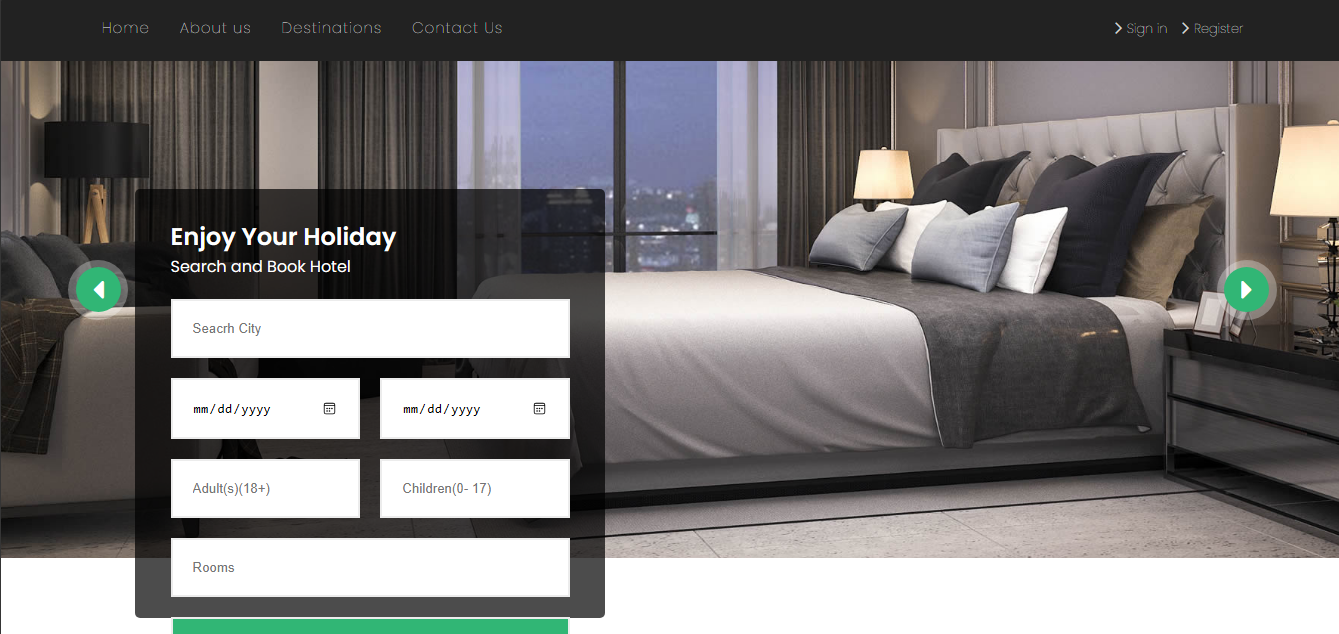 Home About us Destinations Contact Us Sign in Register
Enjoy Your Holiday
Search and Book Hotel
Seacrh City
mm/dd/yyyy mm/dd/yyyy
Adult(s)(18+) Children(0- 17)
Rooms